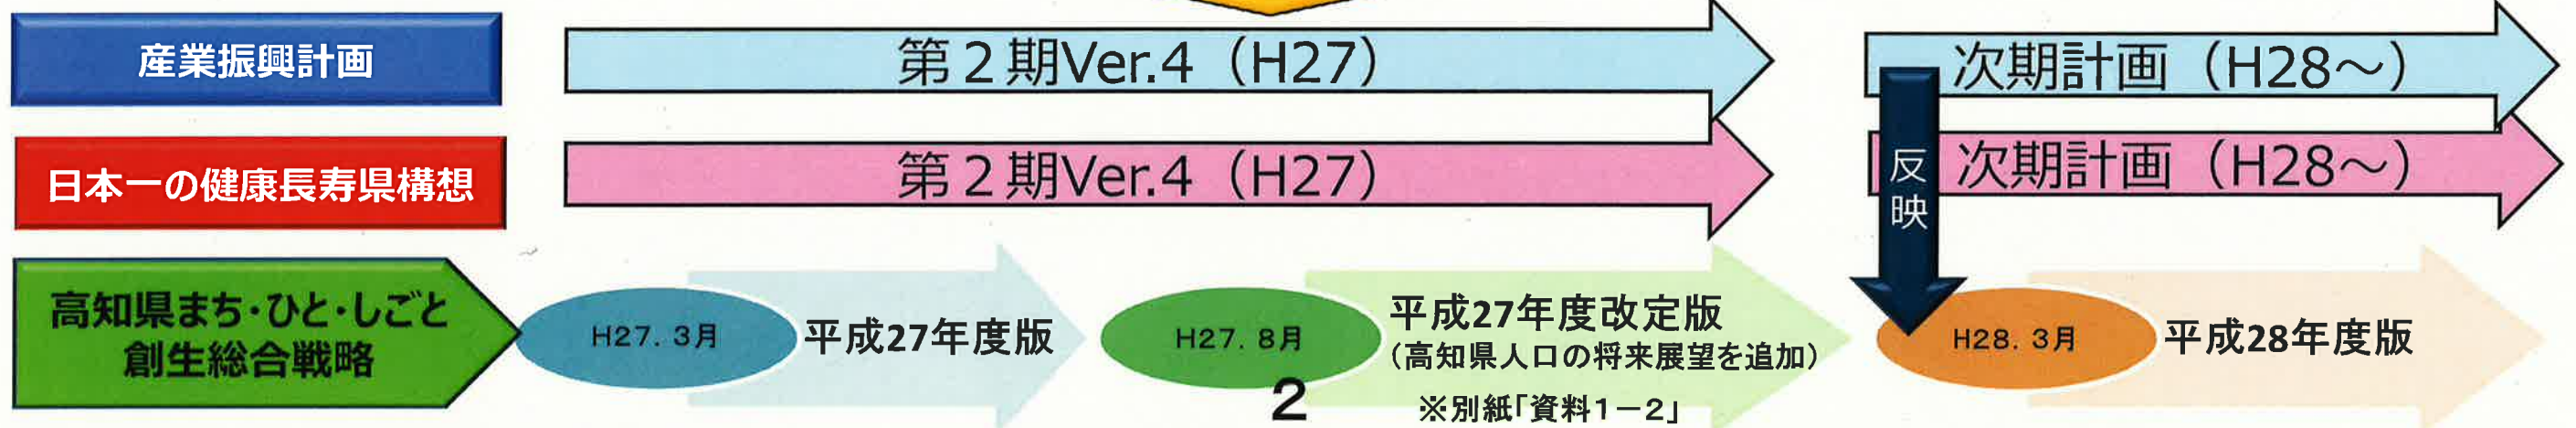 産業振興計画
第２期Ver.4（H27）
次期計画（H28～）
日本一の健康長寿県構想
第２期Ver.4（H27）
次期計画（H28～）
反映
高知県まち・ひと・しごと
創生総合戦略
H27. 3月
平成27年度版
H27. 8月
平成27年度改定版
（高知県人口の将来展望を追加）
※別紙「資料１－２」
H28. 3月
平成28年度版
2